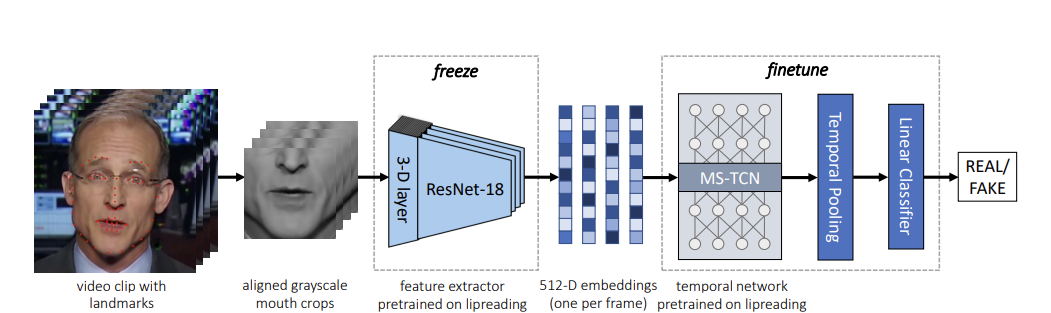 freeze
finetune
3-D layer
ResNet-18
MS-TCN
Temporal Pooling
Linear Classifier
REAL/
FAKE
video clip with
landmarks
aligned grayscale
mouth crops
feature extractor
pretrained on lipreading
512-D embeddings
(one per frame)
temporal network
pretrained on lipreading